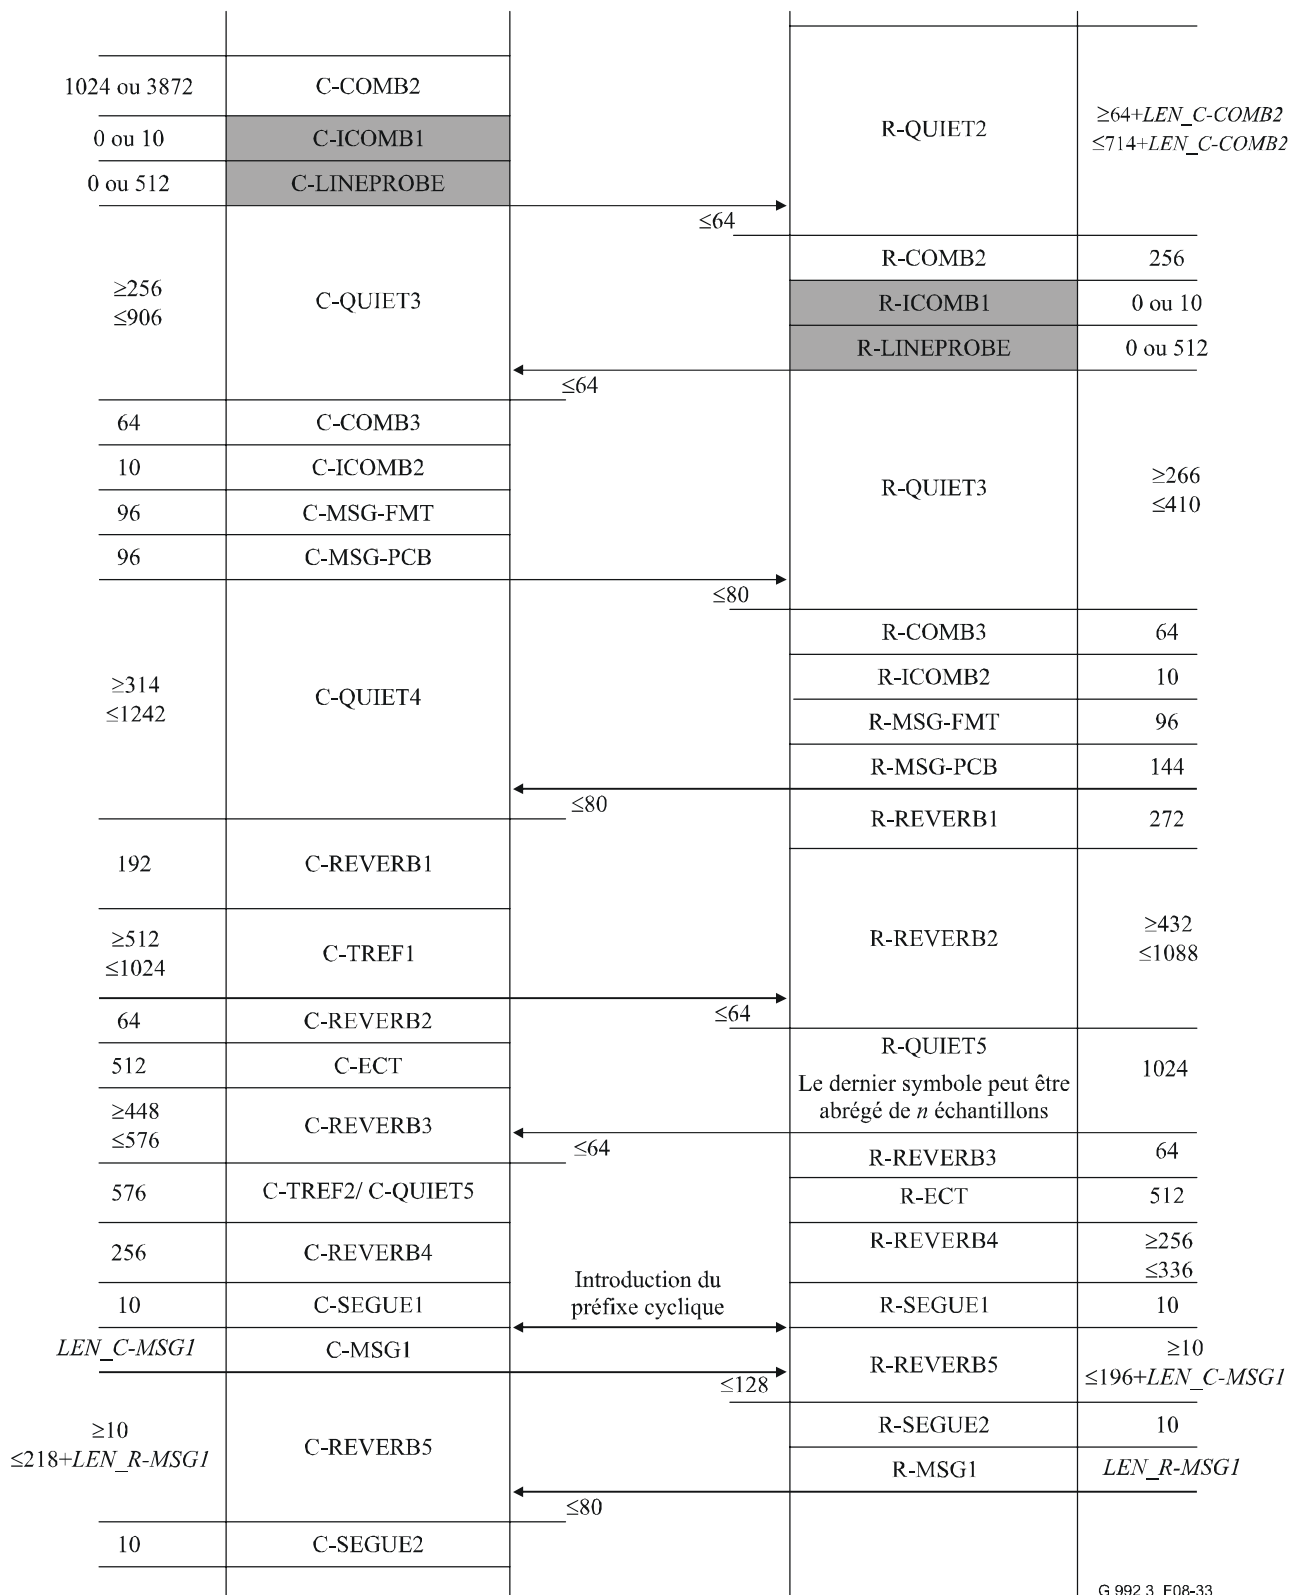 1024 ou 3872
C-COMB2
R-QUIET2
≥64+LEN_C-COMB2
≤714+LEN_C-COMB2
0 ou 10
C-ICOMB1
0 ou 512
C-LINEPROBE
≤64
R-COMB2
256
≥256
≤906
C-QUIET3
R-ICOMB1
0 ou 10
R-LINEPROBE
0 ou 512
≤64
64
C-COMB3
10
C-ICOMB2
R-QUIET3
≥266
≤410
96
C-MSG-FMT
96
C-MSG-PCB
≤80
R-COMB3
64
≥314
≤1242
C-QUIET4
R-ICOMB2
10
R-MSG-FMT
96
R-MSG-PCB
144
≤80
R-REVERB1
272
192
C-REVERB1
R-REVERB2
≥432
≤1088
≥512
≤1024
C-TREF1
≤64
64
C-REVERB2
R-QUIET5
Le dernier symbole peut être
abrégé de n échantillons
1024
512
C-ECT
≥448
≤576
C-REVERB3
≤64
R-REVERB3
64
576
C-TREF2/ C-QUIET5
R-ECT
512
256
C-REVERB4
R-REVERB4
≥256
≤336
Introduction du
préfixe cyclique
10
C-SEGUE1
R-SEGUE1
10
LEN_C-MSG1
C-MSG1
R-REVERB5
≥10
≤196+LEN_C-MSG1
≤128
≥10
≤218+LEN_R-MSG1
C-REVERB5
R-SEGUE2
10
R-MSG1
LEN_R-MSG1
≤80
10
C-SEGUE2
G.992.3_F08-33